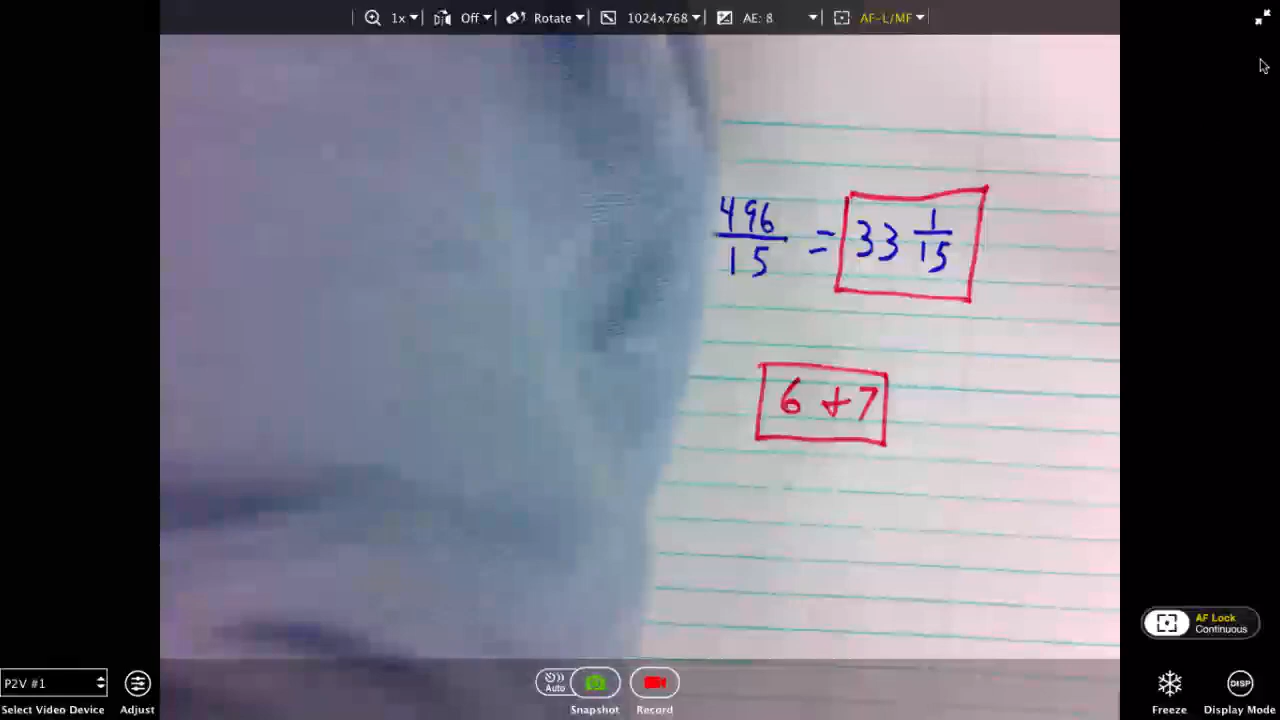 1x Off Rotate 1024x768 AE: 8 AF-L/MF
496/15 = 33 1/15
6 + 7
AF Lock
Continuous
P2V #1
Select Video Device
Adjust
Auto
Snapshot
Record
Freeze
DISP
Display Mode